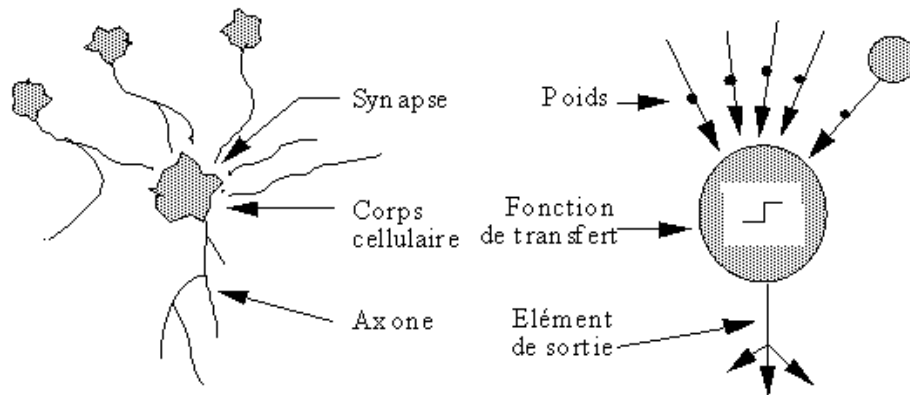 Synapse
Corps
cellulaire
Axone
Poids
Fonction
de transfert
Elément
de sortie